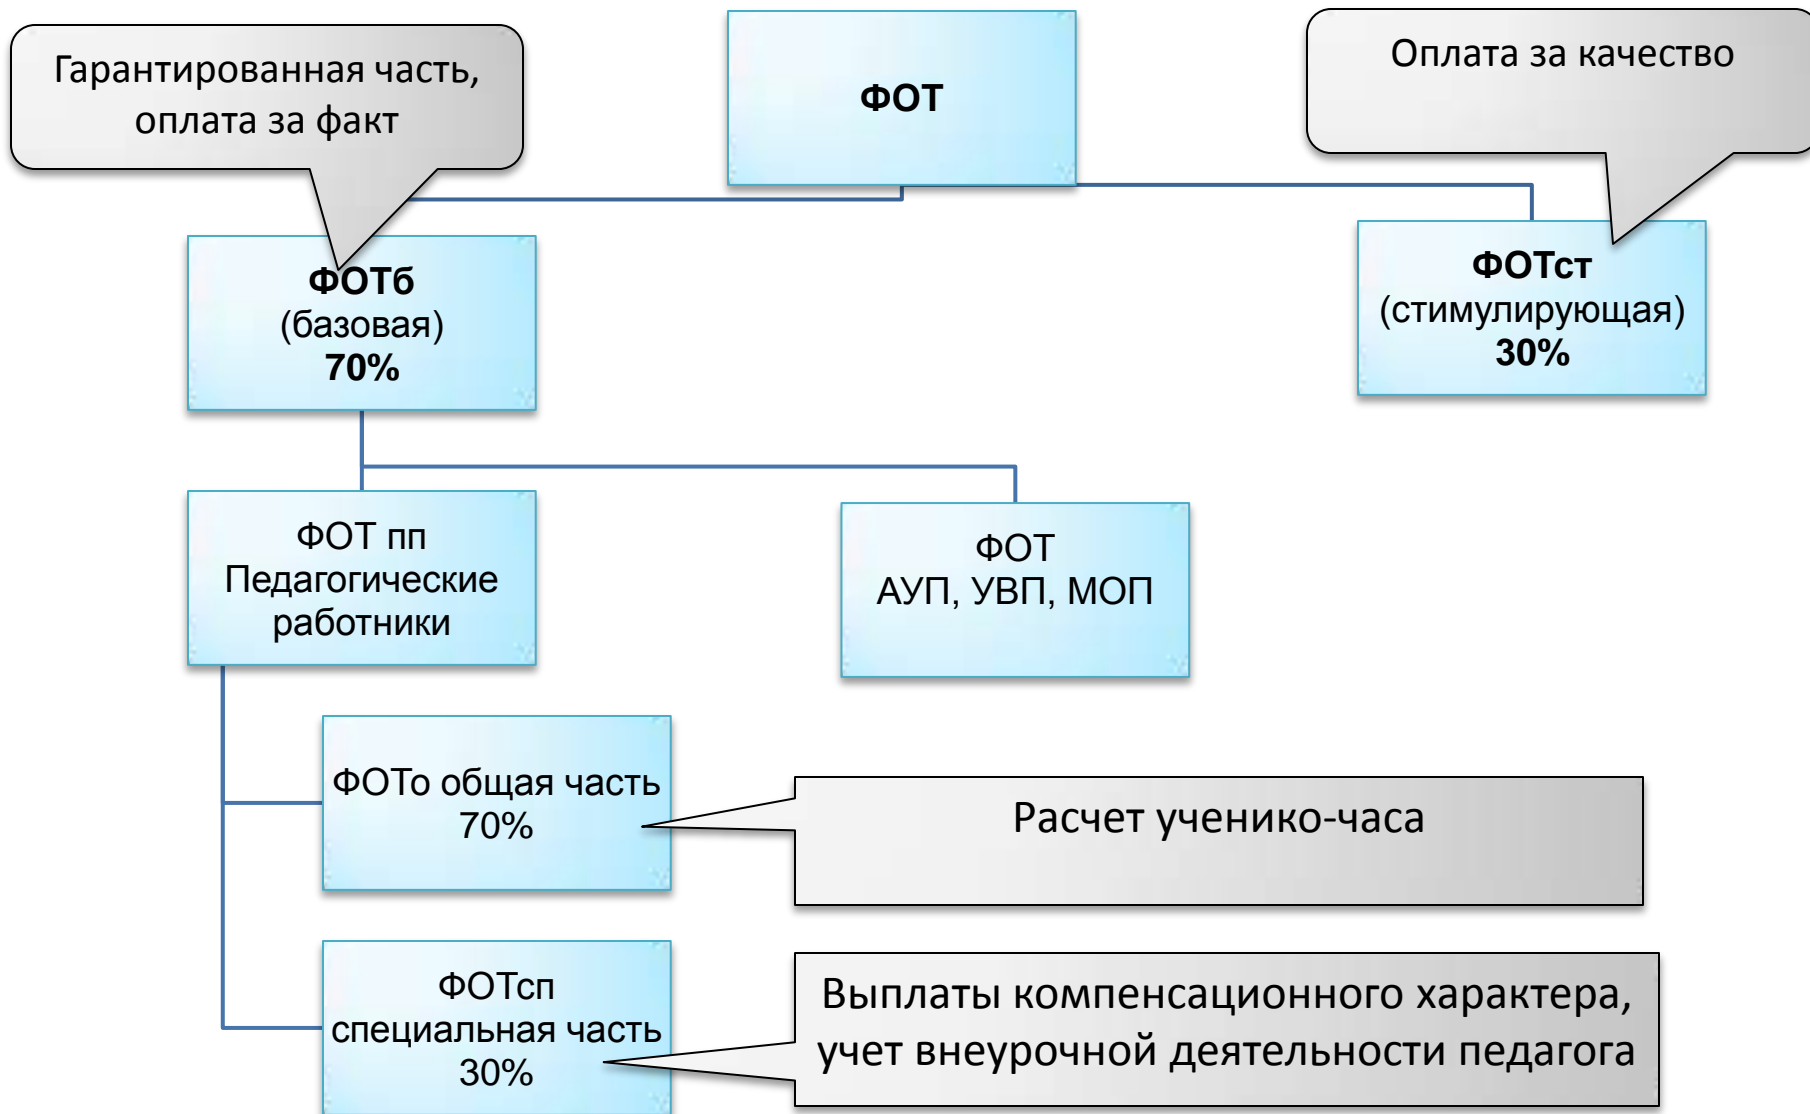 Гарантированная часть,
оплата за факт
ФОТ
Оплата за качество
ФОТб
(базовая)
70%
ФОТст
(стимулирующая)
30%
ФОТ пп
Педагогические
работники
ФОТ
АУП, УВП, МОП
ФОТо общая часть
70%
Расчет ученико-часа
ФОТсп
специальная часть
30%
Выплаты компенсационного характера,
учет внеурочной деятельности педагога